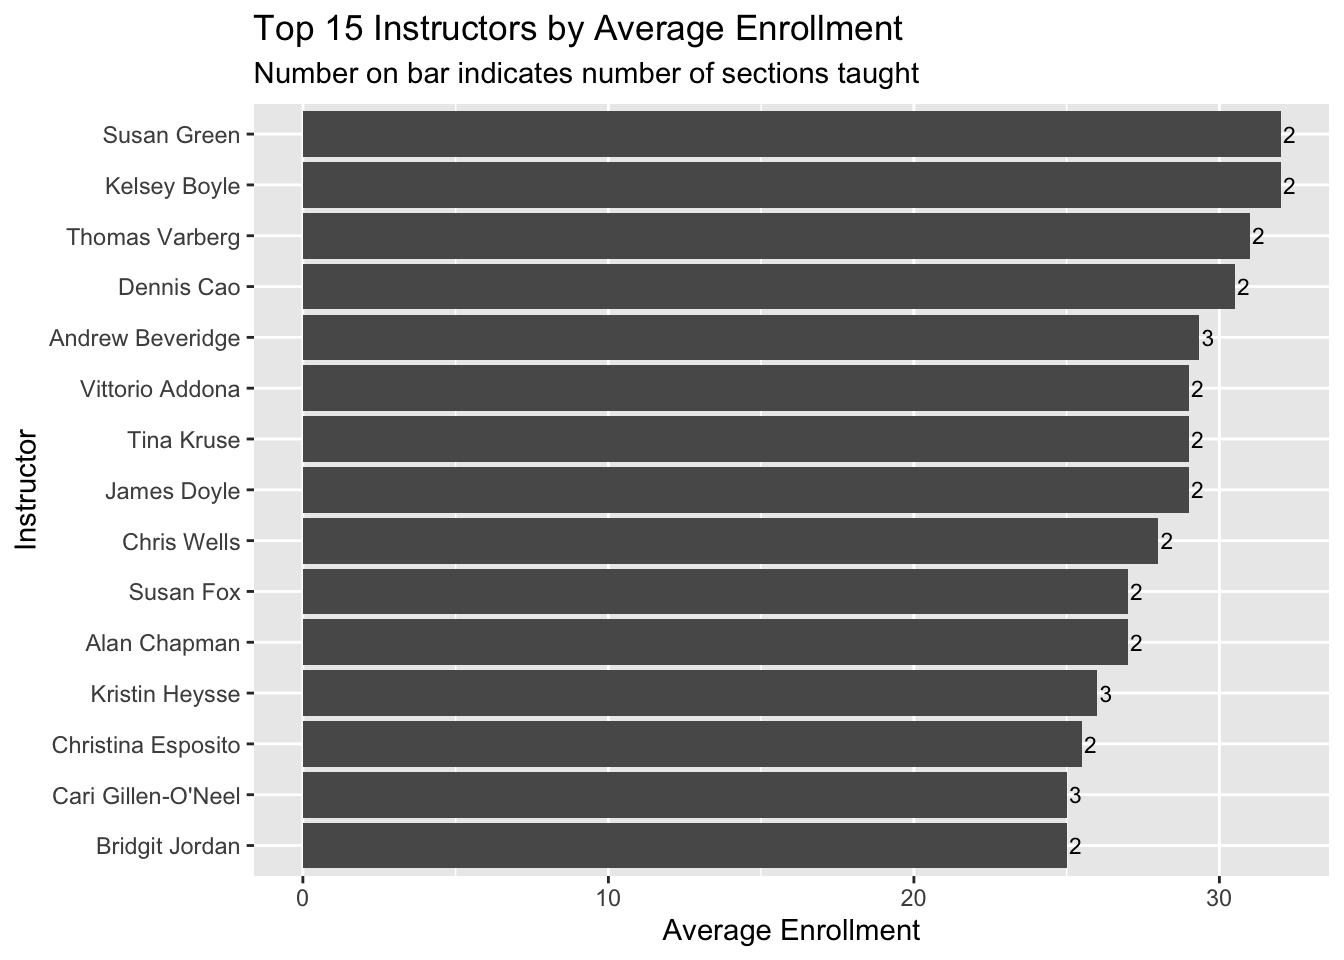 Top 15 Instructors by Average Enrollment
Number on bar indicates number of sections taught
Instructor
Susan Green 2
Kelsey Boyle 2
Thomas Varberg 2
Dennis Cao 2
Andrew Beveridge 3
Vittorio Addona 2
Tina Kruse 2
James Doyle 2
Chris Wells 2
Susan Fox 2
Alan Chapman 2
Kristin Heysse 3
Christina Esposito 2
Cari Gillen-O'Neel 3
Bridgit Jordan 2
0 10 20 30
Average Enrollment